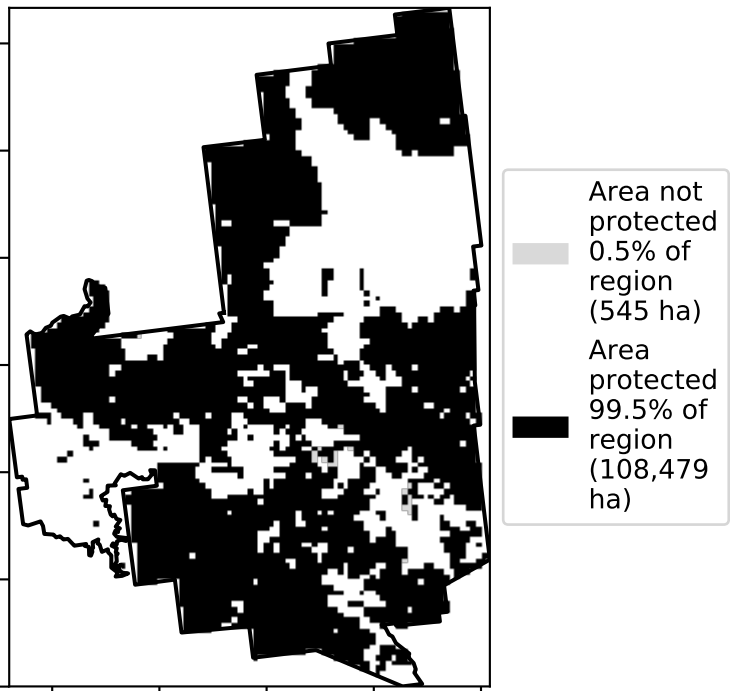 Area not
protected
0.5% of
region
(545 ha)
Area
protected
99.5% of
region
(108,479
ha)